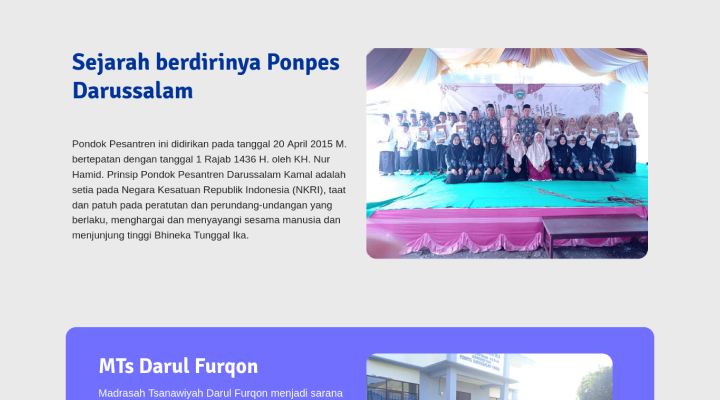 Sejarah berdirinya Ponpes
Darussalam
Pondok Pesantren ini didirikan pada tanggal 20 April 2015 M.
bertepatan dengan tanggal 1 Rajab 1436 H. oleh KH. Nur
Hamid. Prinsip Pondok Pesantren Darussalam Kamal adalah
setia pada Negara Kesatuan Republik Indonesia (NKRI), taat
dan patuh pada peratutan dan perundang-undangan yang
berlaku, menghargai dan menyayangi sesama manusia dan
menjunjung tinggi Bhineka Tunggal Ika.
MTs Darul Furqon
Madrasah Tsanawiyah Darul Furqon menjadi sarana